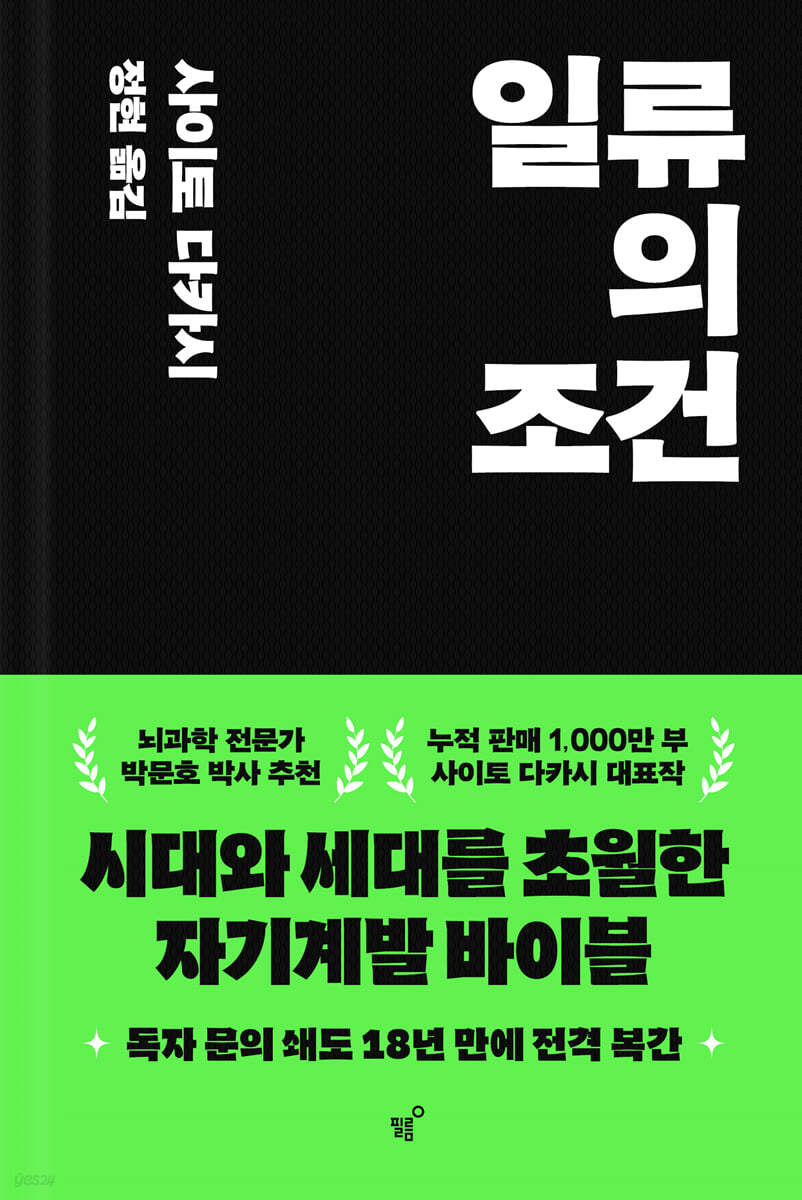 일류
의
조건
사이토 다카시
정현 옮김
뇌과학 전문가
박문호 박사 추천
누적 판매 1,000만 부
사이토 다카시 대표작
시대와 세대를 초월한
자기계발 바이블
독자 문의 쇄도 18년 만에 전격 복간
필름
yes24